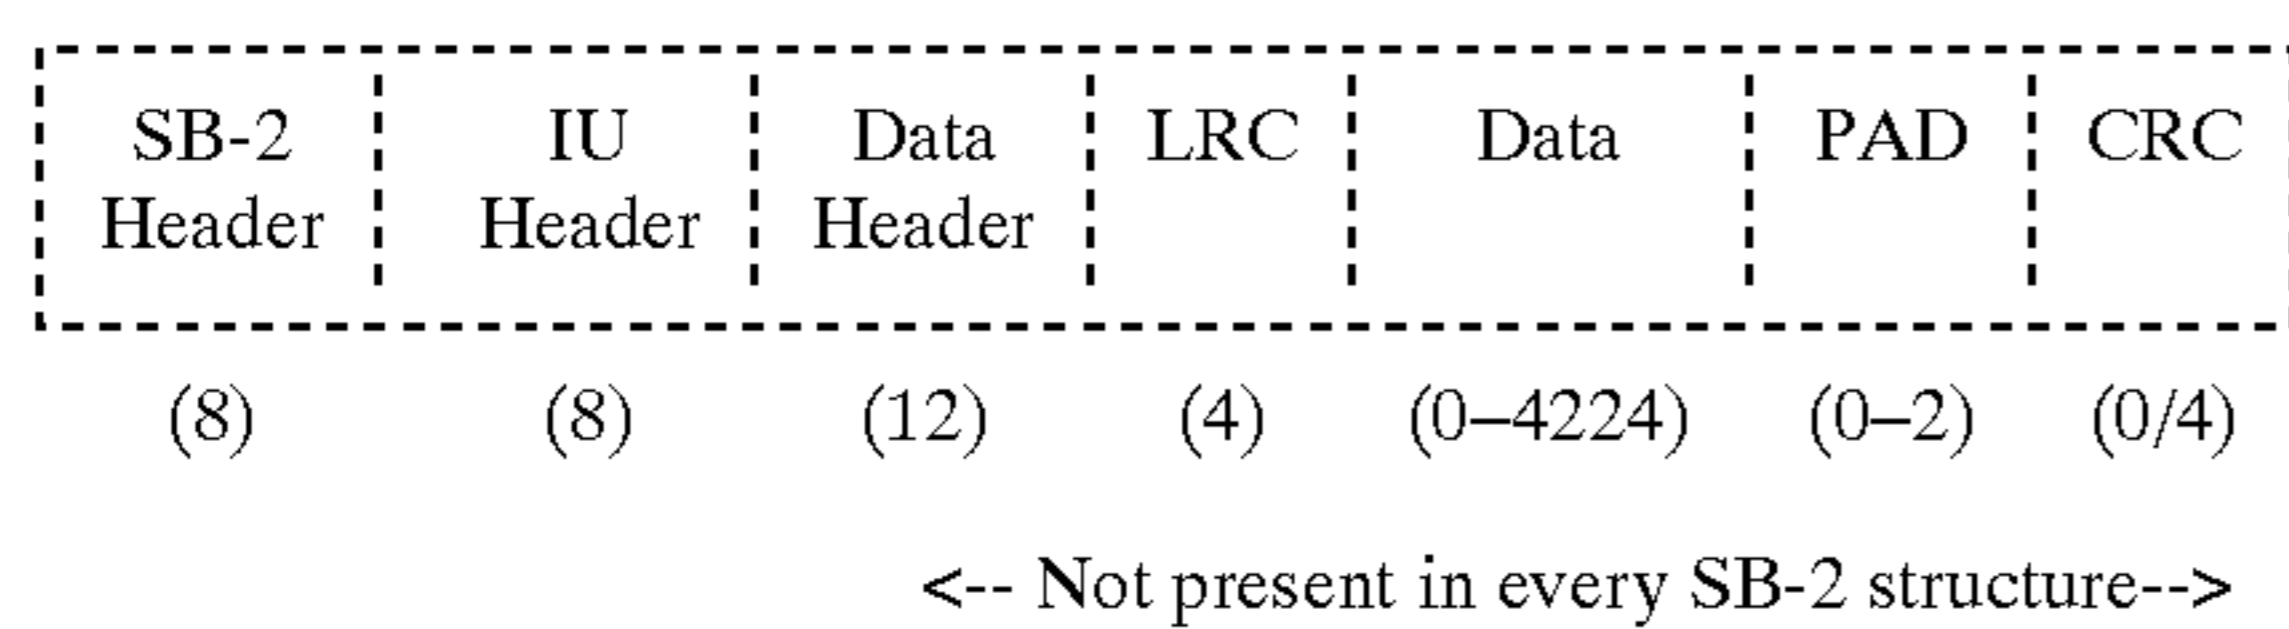 SB-2 IU Data LRC Data PAD CRC
Header Header Header
(8) (8) (12) (4) (0–4224) (0–2) (0/4)
<-- Not present in every SB-2 structure-->